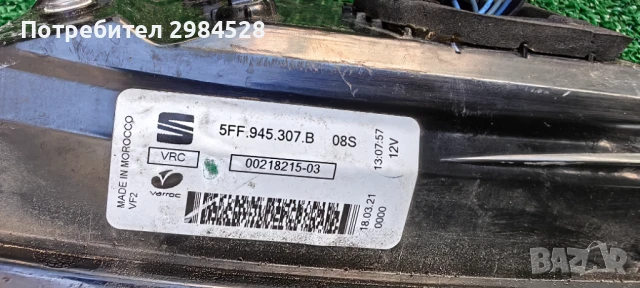 Потребител 2984528
5FF.945.307.B 08S
VRC
00218215-03
varroc
MADE IN MOROCCO
VF2
13:07:57
12V
18.03.21
0000
BAZAR
bg